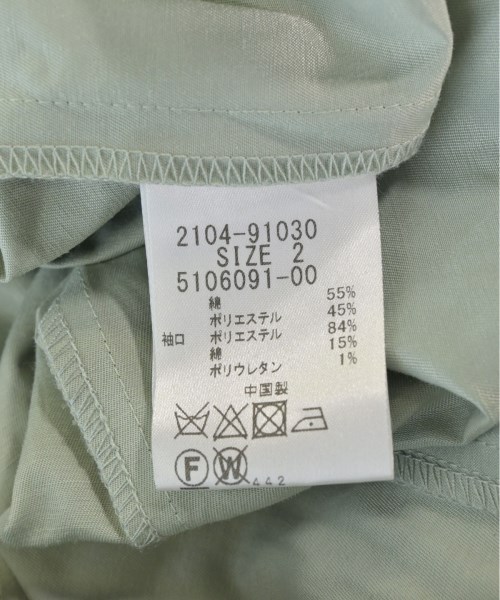 2104-91030
SIZE 2
5106091-00
綿 55%
ポリエステル 45%
袖口 ポリエステル 84%
綿 15%
ポリウレタン 1%
中国製
F W
442